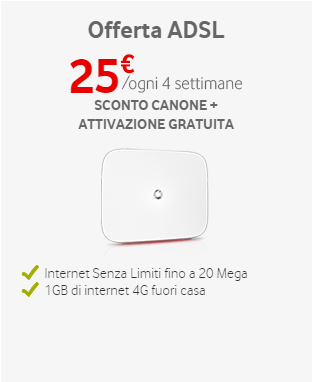 Offerta ADSL
25€/ogni 4 settimane
SCONTO CANONE +
ATTIVAZIONE GRATUITA
Internet Senza Limiti fino a 20 Mega
1GB di internet 4G fuori casa